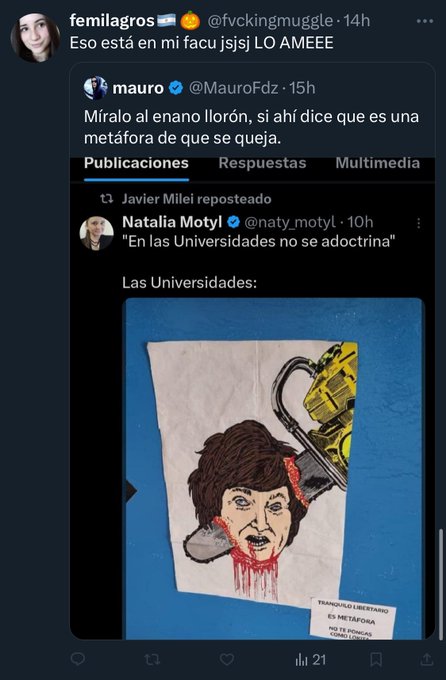 femilagros🇦🇷🎃 @fvckingmuggle · 14h
Eso está en mi facu jsjsj LO AMEEE
mauro @MauroFdz · 15h
Míralo al enano llorón, si ahí dice que es una
metáfora de que se queja.
Publicaciones Respuestas Multimedia
Javier Milei reposteado
Natalia Motyl @naty_motyl · 10h
"En las Universidades no se adoctrina"
Las Universidades:
TRANQUILO LIBERTARIO
ES METÁFORA
NO TE PONGAS
COMO LOQUITA
21